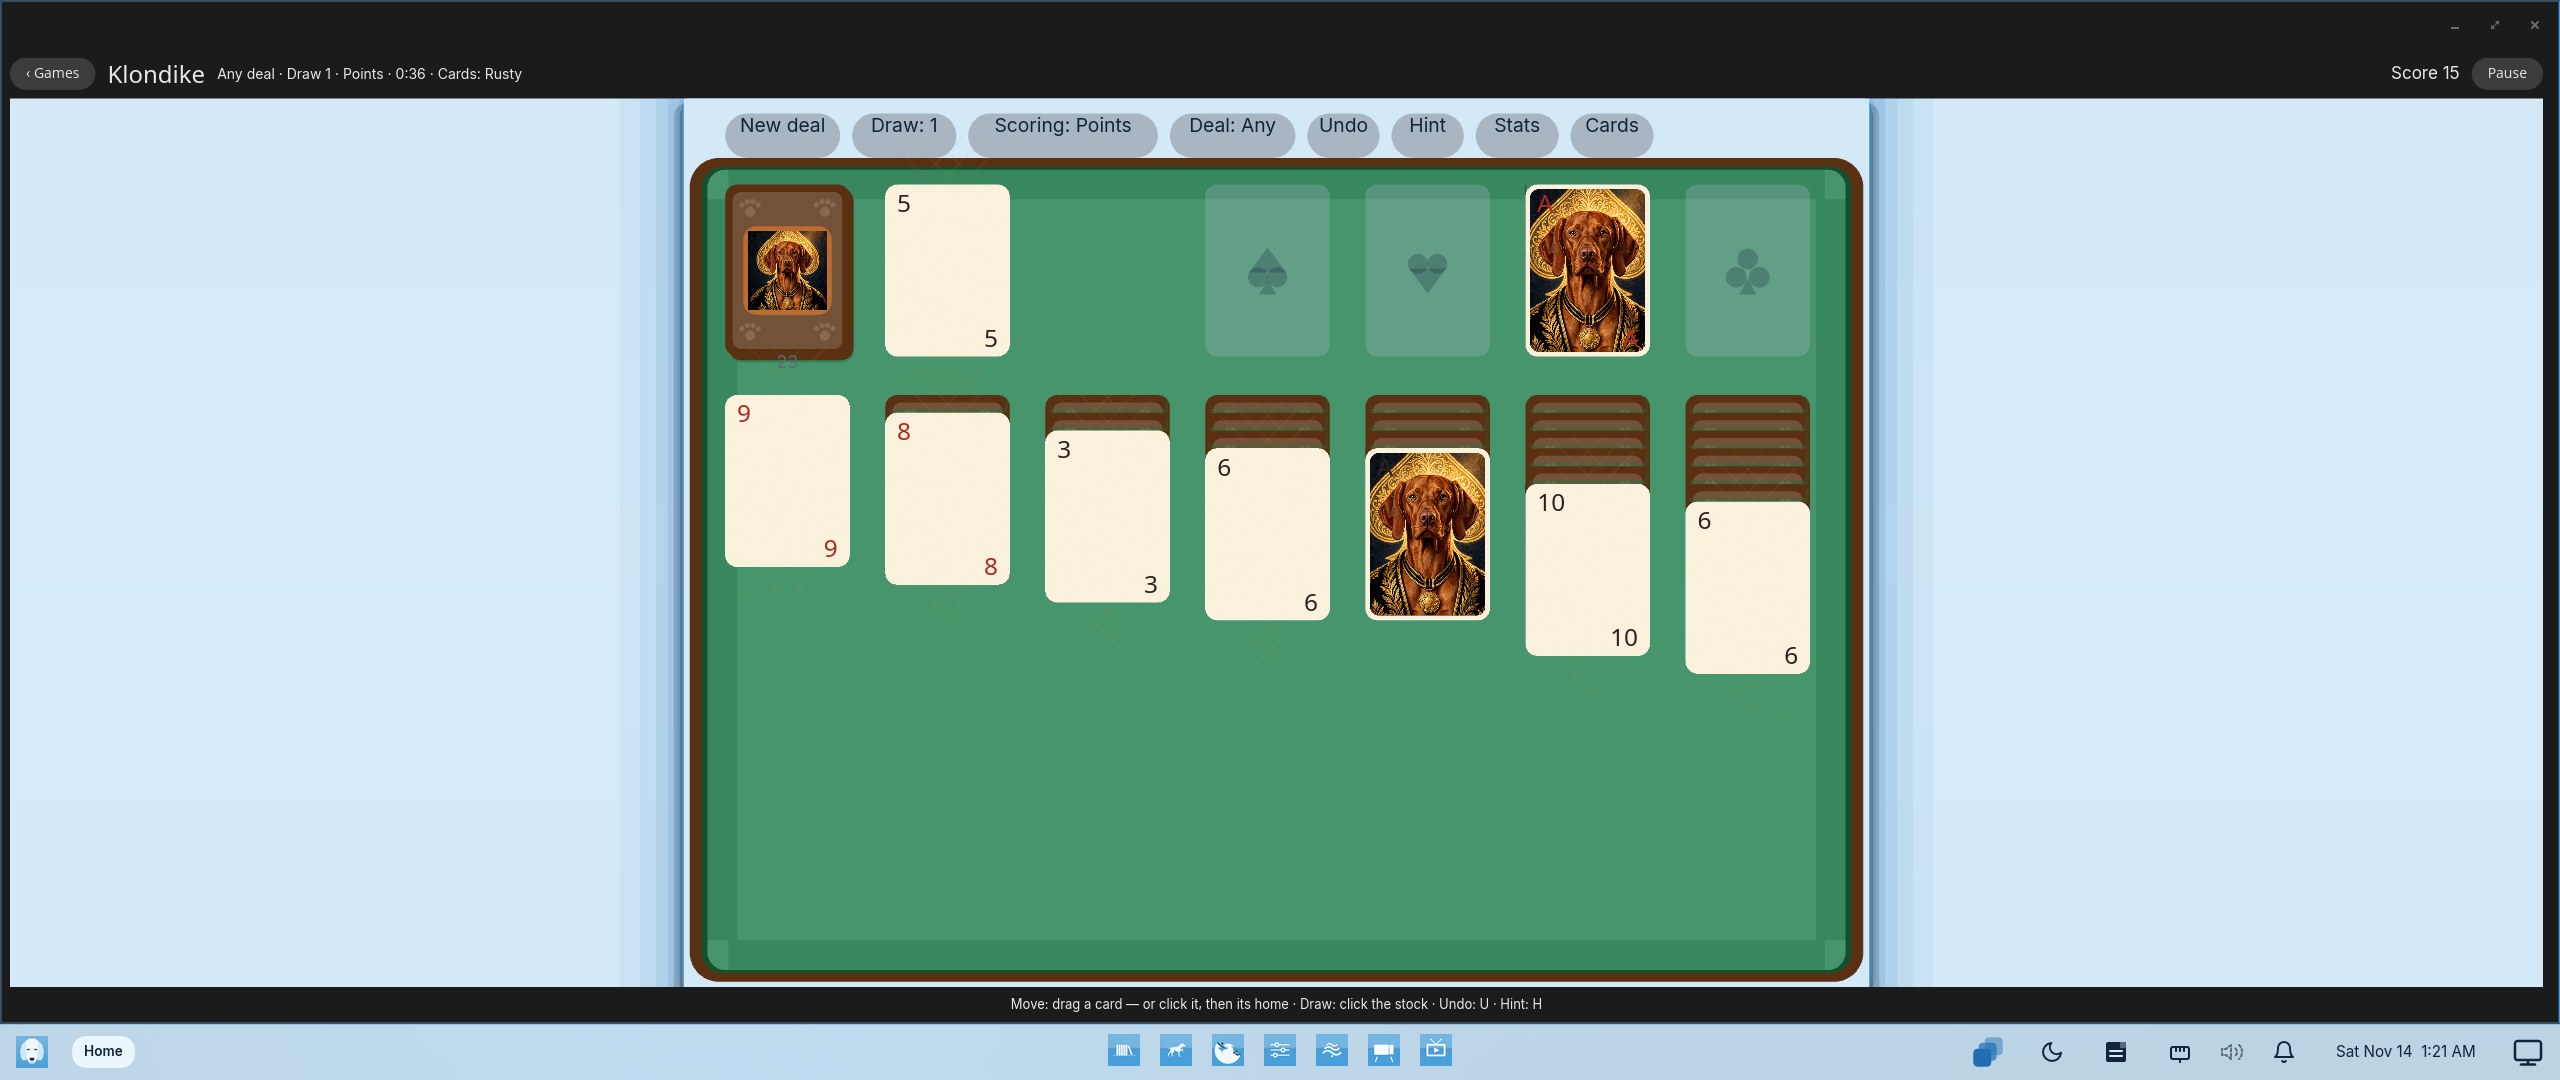 ‹ Games
Klondike
Any deal · Draw 1 · Points · 0:36 · Cards: Rusty
Score 15
Pause
New deal
Draw: 1
Scoring: Points
Deal: Any
Undo
Hint
Stats
Cards
5
5
A
A
23
9
9
8
8
3
3
6
6
A
10
10
6
6
Move: drag a card — or click it, then its home · Draw: click the stock · Undo: U · Hint: H
Home
Sat Nov 14 1:21 AM